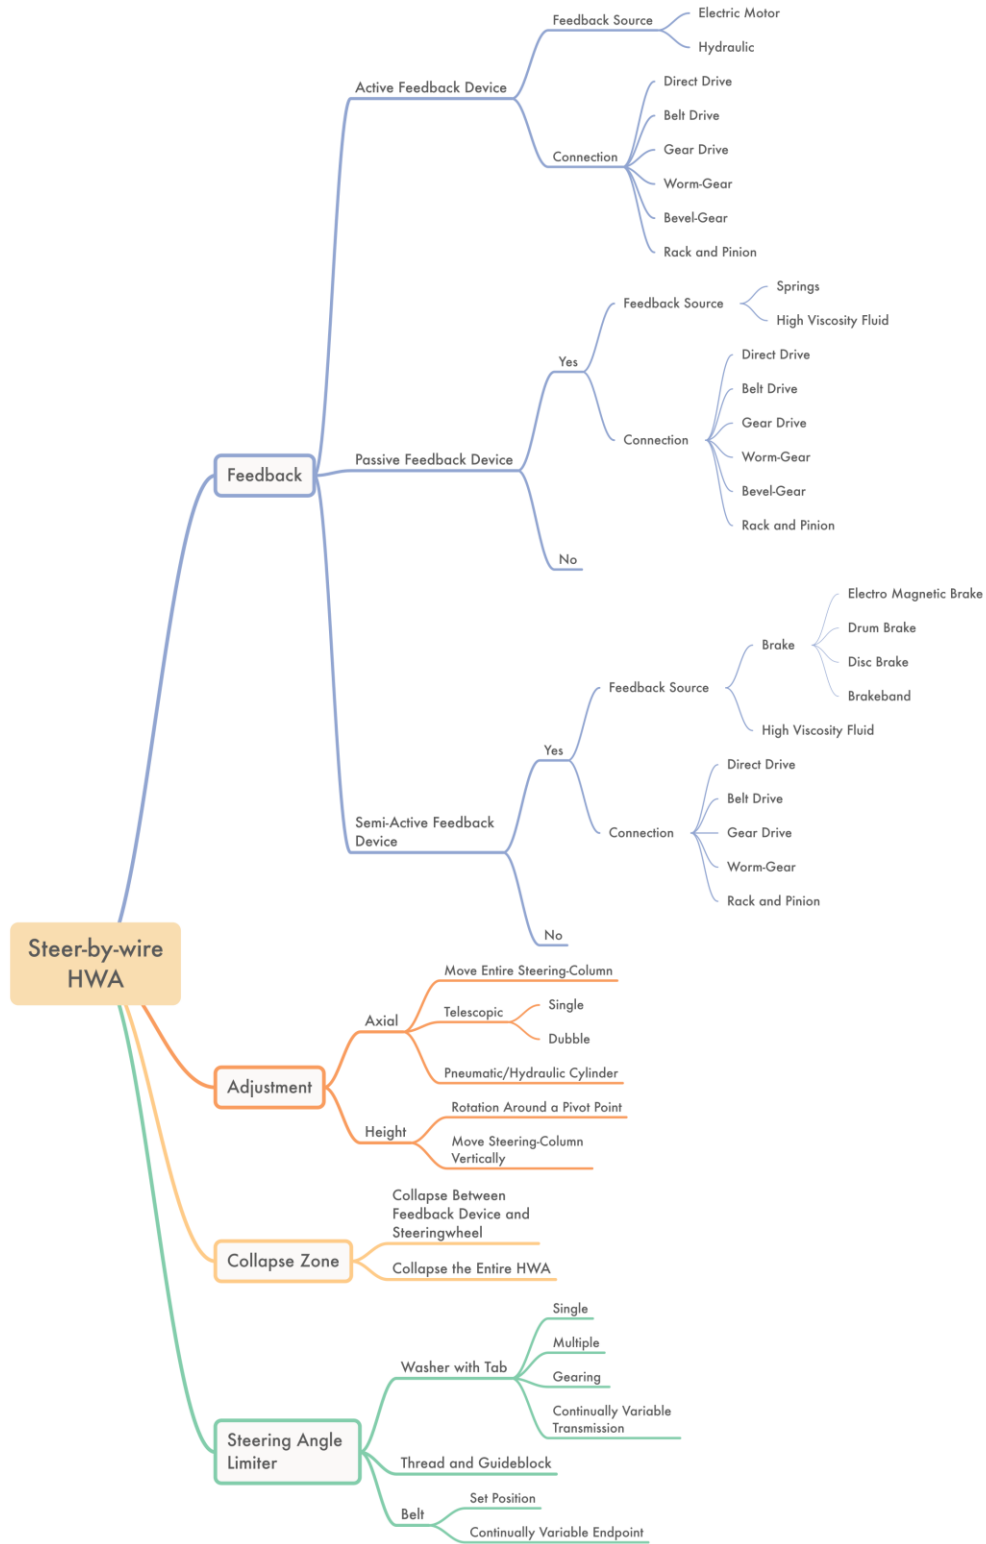 Electric Motor
Feedback Source
Hydraulic
Active Feedback Device
Direct Drive
Belt Drive
Gear Drive
Connection
Worm-Gear
Bevel-Gear
Rack and Pinion
Springs
Feedback Source
High Viscosity Fluid
Yes
Direct Drive
Belt Drive
Gear Drive
Connection
Worm-Gear
Bevel-Gear
Rack and Pinion
Passive Feedback Device
Feedback
No
Electro Magnetic Brake
Drum Brake
Brake
Disc Brake
Brakeband
Feedback Source
High Viscosity Fluid
Yes
Direct Drive
Belt Drive
Gear Drive
Connection
Worm-Gear
Rack and Pinion
Semi-Active Feedback
Device
No
Steer-by-wire
HWA
Move Entire Steering-Column
Axial
Telescopic
Single
Dubble
Pneumatic/Hydraulic Cylinder
Adjustment
Rotation Around a Pivot Point
Height
Move Steering-Column
Vertically
Collapse Between
Feedback Device and
Steeringwheel
Collapse Zone
Collapse the Entire HWA
Single
Multiple
Washer with Tab
Gearing
Continually Variable
Transmission
Steering Angle
Limiter
Thread and Guideblock
Set Position
Belt
Continually Variable Endpoint